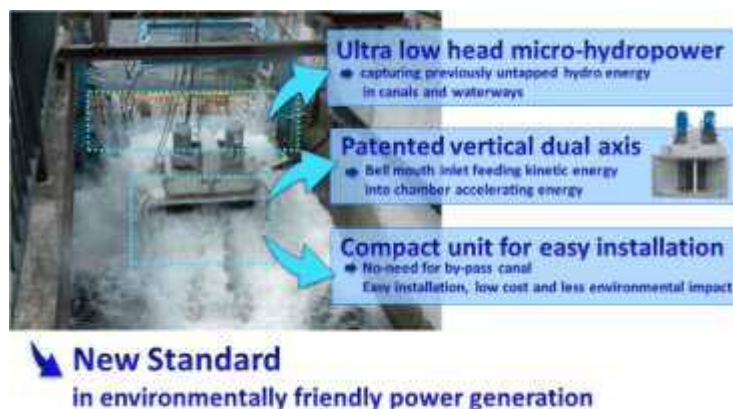 Ultra low head micro-hydropower
capturing previously untapped hydro energy
in canals and waterways
Patented vertical dual axis
Bell mouth inlet feeding kinetic energy
into chamber accelerating energy
Compact unit for easy installation
No-need for by-pass canal
Easy installation, low cost and less environmental impact
New Standard
in environmentally friendly power generation